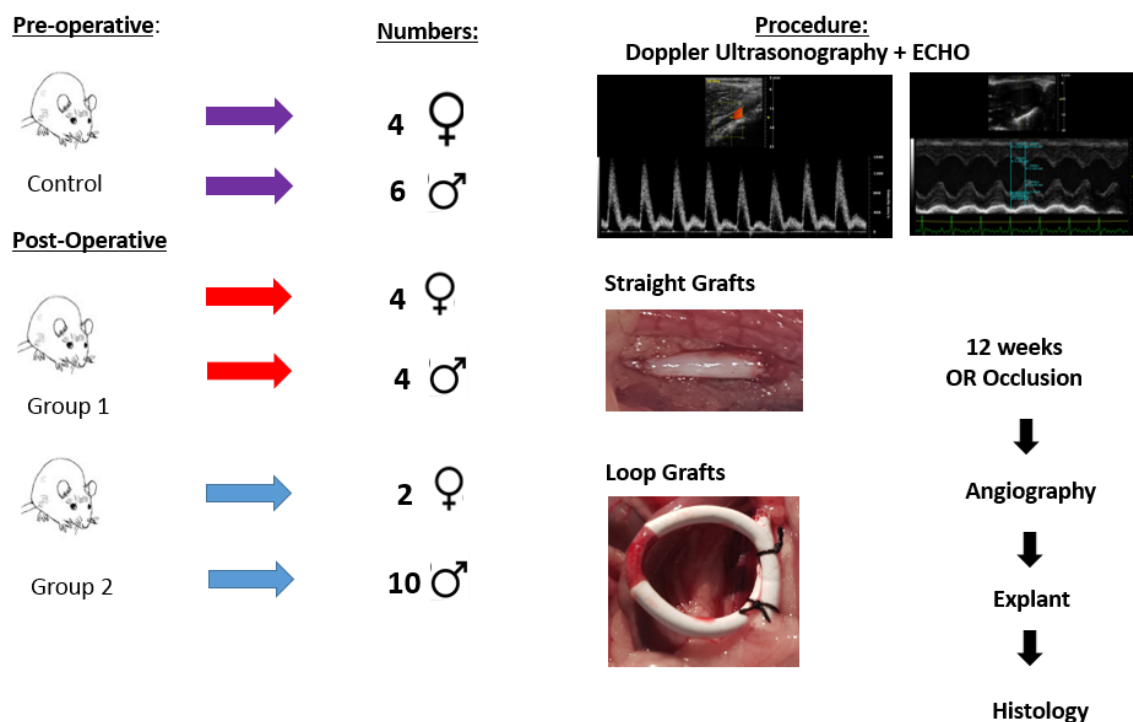 Pre-operative:
Numbers:
Procedure:
Doppler Ultrasonography + ECHO
4
Control
6
Post-Operative
4
Straight Grafts
4
12 weeks
OR Occlusion
Group 1
Loop Grafts
2
Angiography
Group 2
10
Explant
Histology